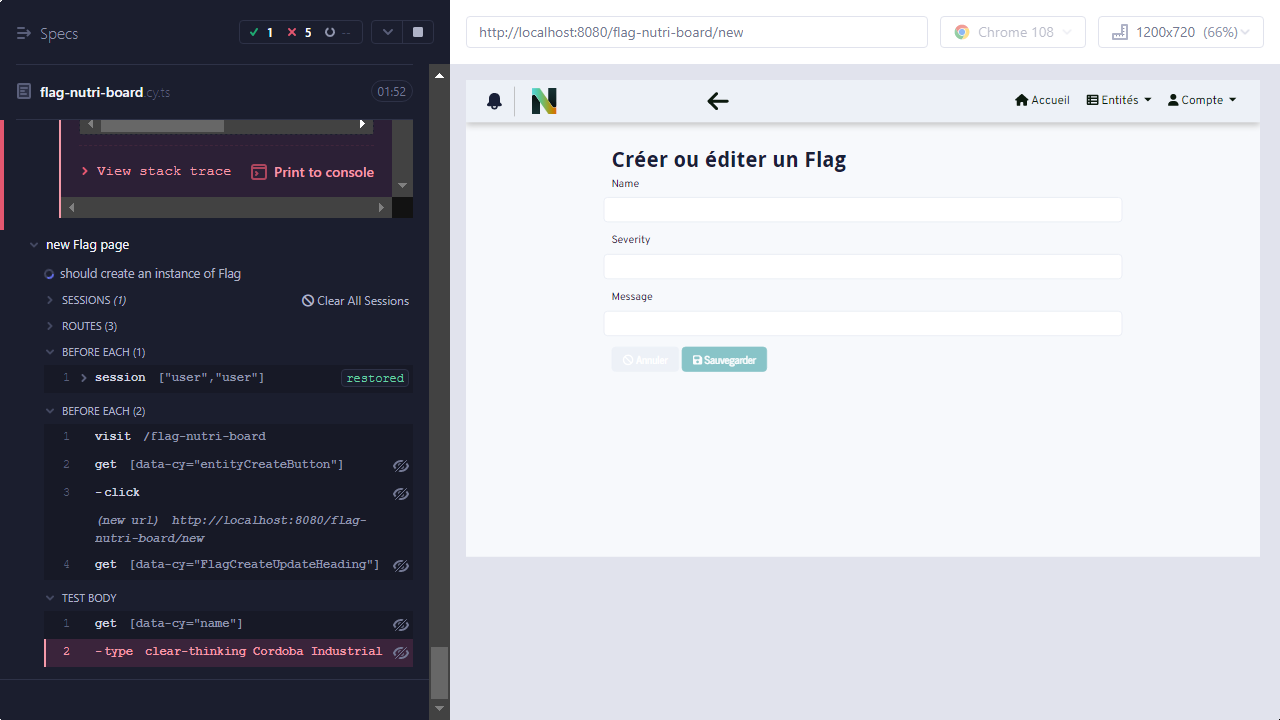 Specs
1
5
--
flag-nutri-board.cy.ts
01:52
View stack trace
Print to console
new Flag page
should create an instance of Flag
SESSIONS (1)
Clear All Sessions
ROUTES (3)
BEFORE EACH (1)
1 session ["user","user"] restored
BEFORE EACH (2)
1 visit /flag-nutri-board
2 get [data-cy="entityCreateButton"]
3 -click
(new url) http://localhost:8080/flag-
nutri-board/new
4 get [data-cy="FlagCreateUpdateHeading"]
TEST BODY
1 get [data-cy="name"]
2 -type clear-thinking Cordoba Industrial
http://localhost:8080/flag-nutri-board/new
Chrome 108
1200x720 (66%)
N
Accueil
Entités
Compte
Créer ou éditer un Flag
Name
Severity
Message
Annuler
Sauvegarder